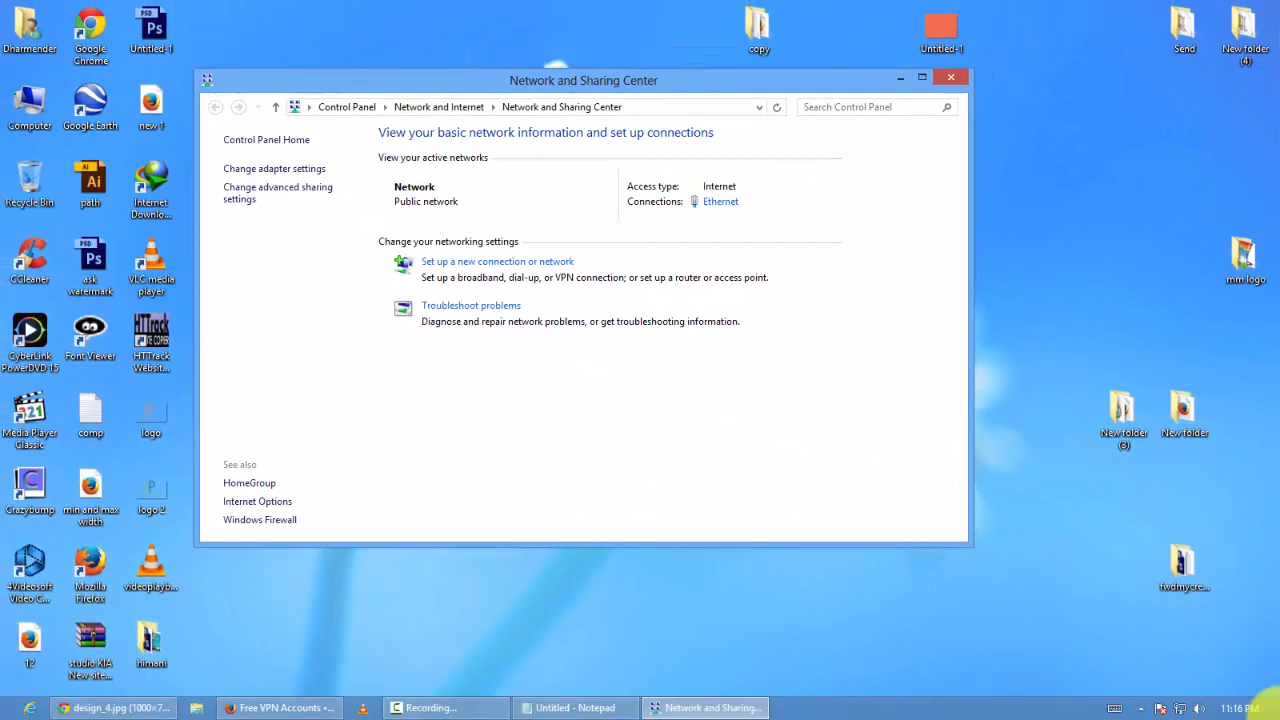 Dharmender
Google
Chrome
Untitled-1
copy
Untitled-1
Send
New folder
(4)
Computer
Google Earth
new 1
Recycle Bin
path
Internet
Downlo...
CCleaner
ask
warermark
VLC media
player
CyberLink
PowerDVD 15
Font Viewer
HTTrack
Websit...
Media Player
Classic
comp
logo
Crazybump
min and max
width
logo 2
4Videosoft
Video C...
Mozilla
Firefox
videoplayb...
12
studio KIA
New site...
himani
mm logo
New folder
(3)
New folder
fwdmycre...
Network and Sharing Center
Control Panel
Network and Internet
Network and Sharing Center
Search Control Panel
Control Panel Home
Change adapter settings
Change advanced sharing
settings
See also
HomeGroup
Internet Options
Windows Firewall
View your basic network information and set up connections
View your active networks
Network
Public network
Access type: Internet
Connections: Ethernet
Change your networking settings
Set up a new connection or network
Set up a broadband, dial-up, or VPN connection; or set up a router or access point.
Troubleshoot problems
Diagnose and repair network problems, or get troubleshooting information.
design_4.jpg (1000×7...
Free VPN Accounts •...
Recording...
Untitled - Notepad
Network and Sharing...
11:16 PM